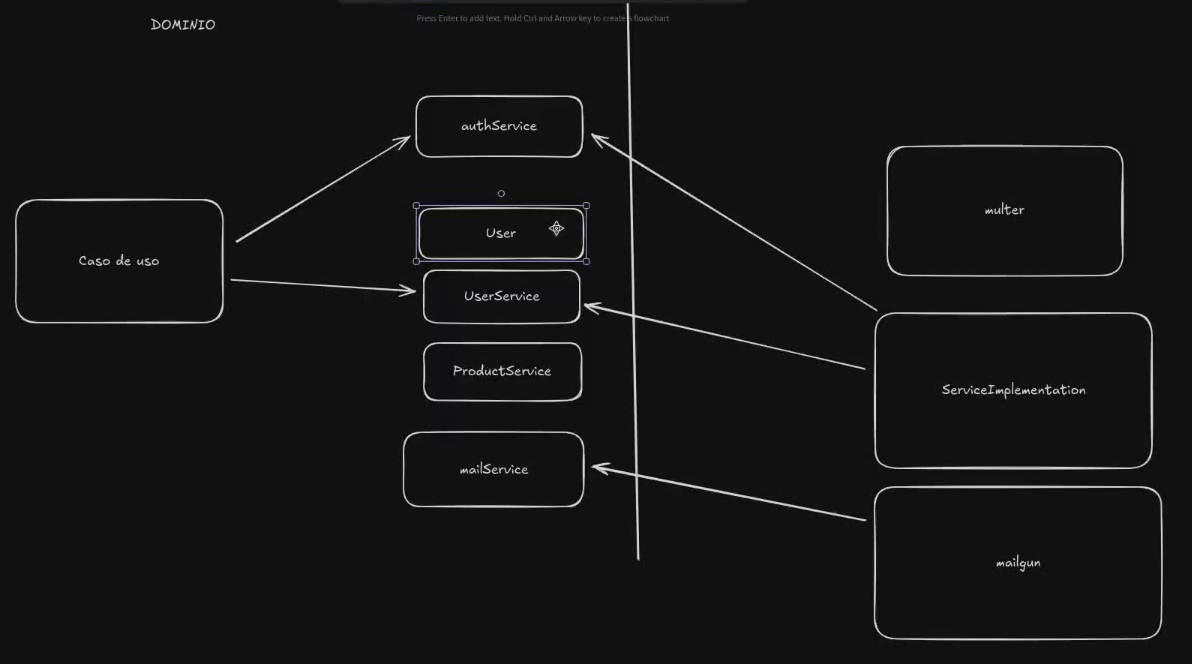 DOMINIO
Press Enter to add text. Hold Ctrl and Arrow key to create a flowchart
authService
User
Caso de uso
UserService
ProductService
mailService
multer
ServiceImplementation
mailgun